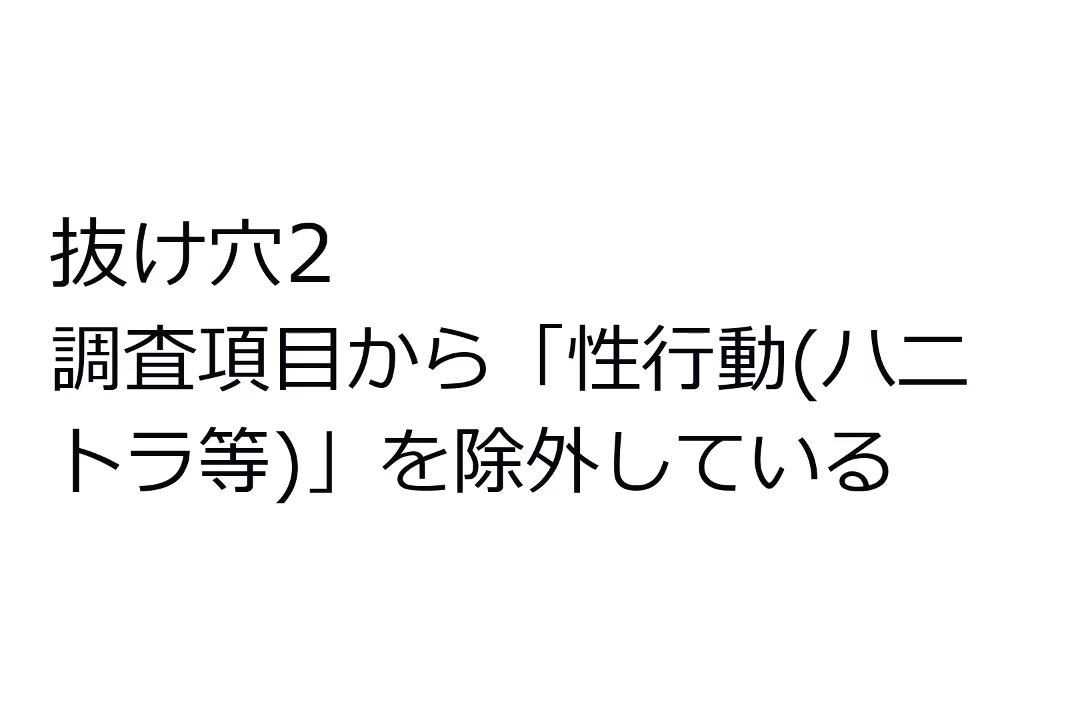 抜け穴2
調査項目から「性行動(ハニ
トラ等)」を除外している